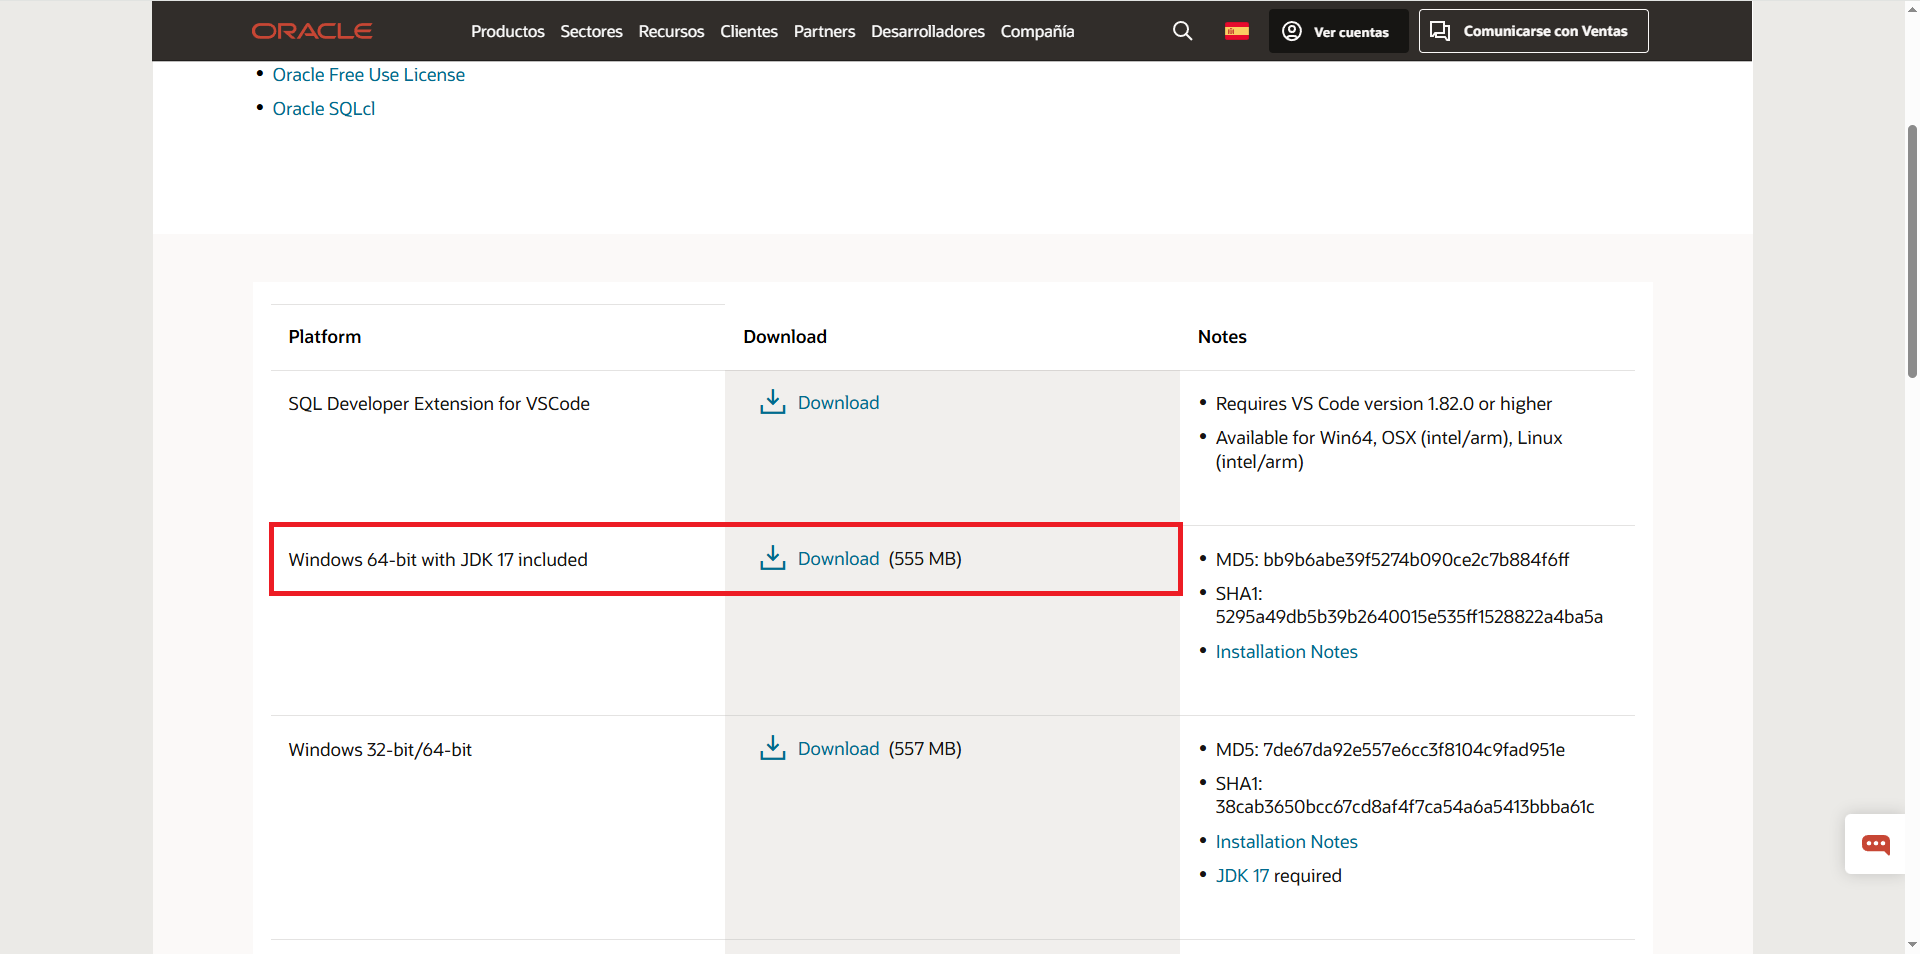 ORACLE
Productos Sectores Recursos Clientes Partners Desarrolladores Compañía
Ver cuentas
Comunicarse con Ventas
Oracle Free Use License
Oracle SQLcl
Platform Download Notes
SQL Developer Extension for VSCode
Download
Requires VS Code version 1.82.0 or higher
Available for Win64, OSX (intel/arm), Linux
(intel/arm)
Windows 64-bit with JDK 17 included
Download (555 MB)
MD5: bb9b6abe39f5274b090ce2c7b884f6ff
SHA1:
5295a49db5b39b2640015e535ff1528822a4ba5a
Installation Notes
Windows 32-bit/64-bit
Download (557 MB)
MD5: 7de67da92e557e6cc3f8104c9fad951e
SHA1:
38cab3650bcc67cd8af4f7ca54a6a5413bbba61c
Installation Notes
JDK 17 required